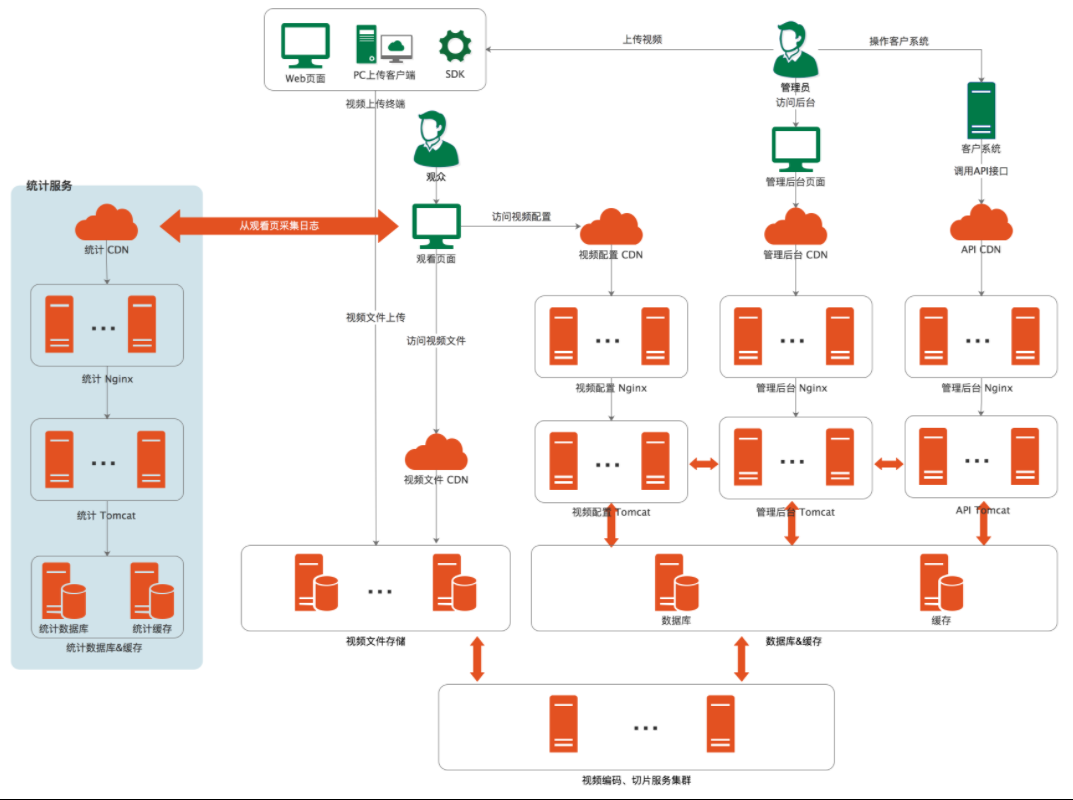 上传视频
操作客户系统
Web页面
PC上传客户端
SDK
管理员
访问后台
视频上传终端
客户系统
观众
调用API接口
管理后台页面
统计服务
从观看页采集日志
访问视频配置
统计 CDN
观看页面
视频配置 CDN
管理后台 CDN
API CDN
视频文件上传
访问视频文件
...
...
...
...
统计 Nginx
视频配置 Nginx
管理后台 Nginx
管理后台 Nginx
...
...
...
...
视频文件 CDN
统计 Tomcat
视频配置 Tomcat
管理后台 Tomcat
API Tomcat
...
统计数据库
统计缓存
数据库
缓存
统计数据库&缓存
视频文件存储
数据库&缓存
...
视频编码、切片服务集群